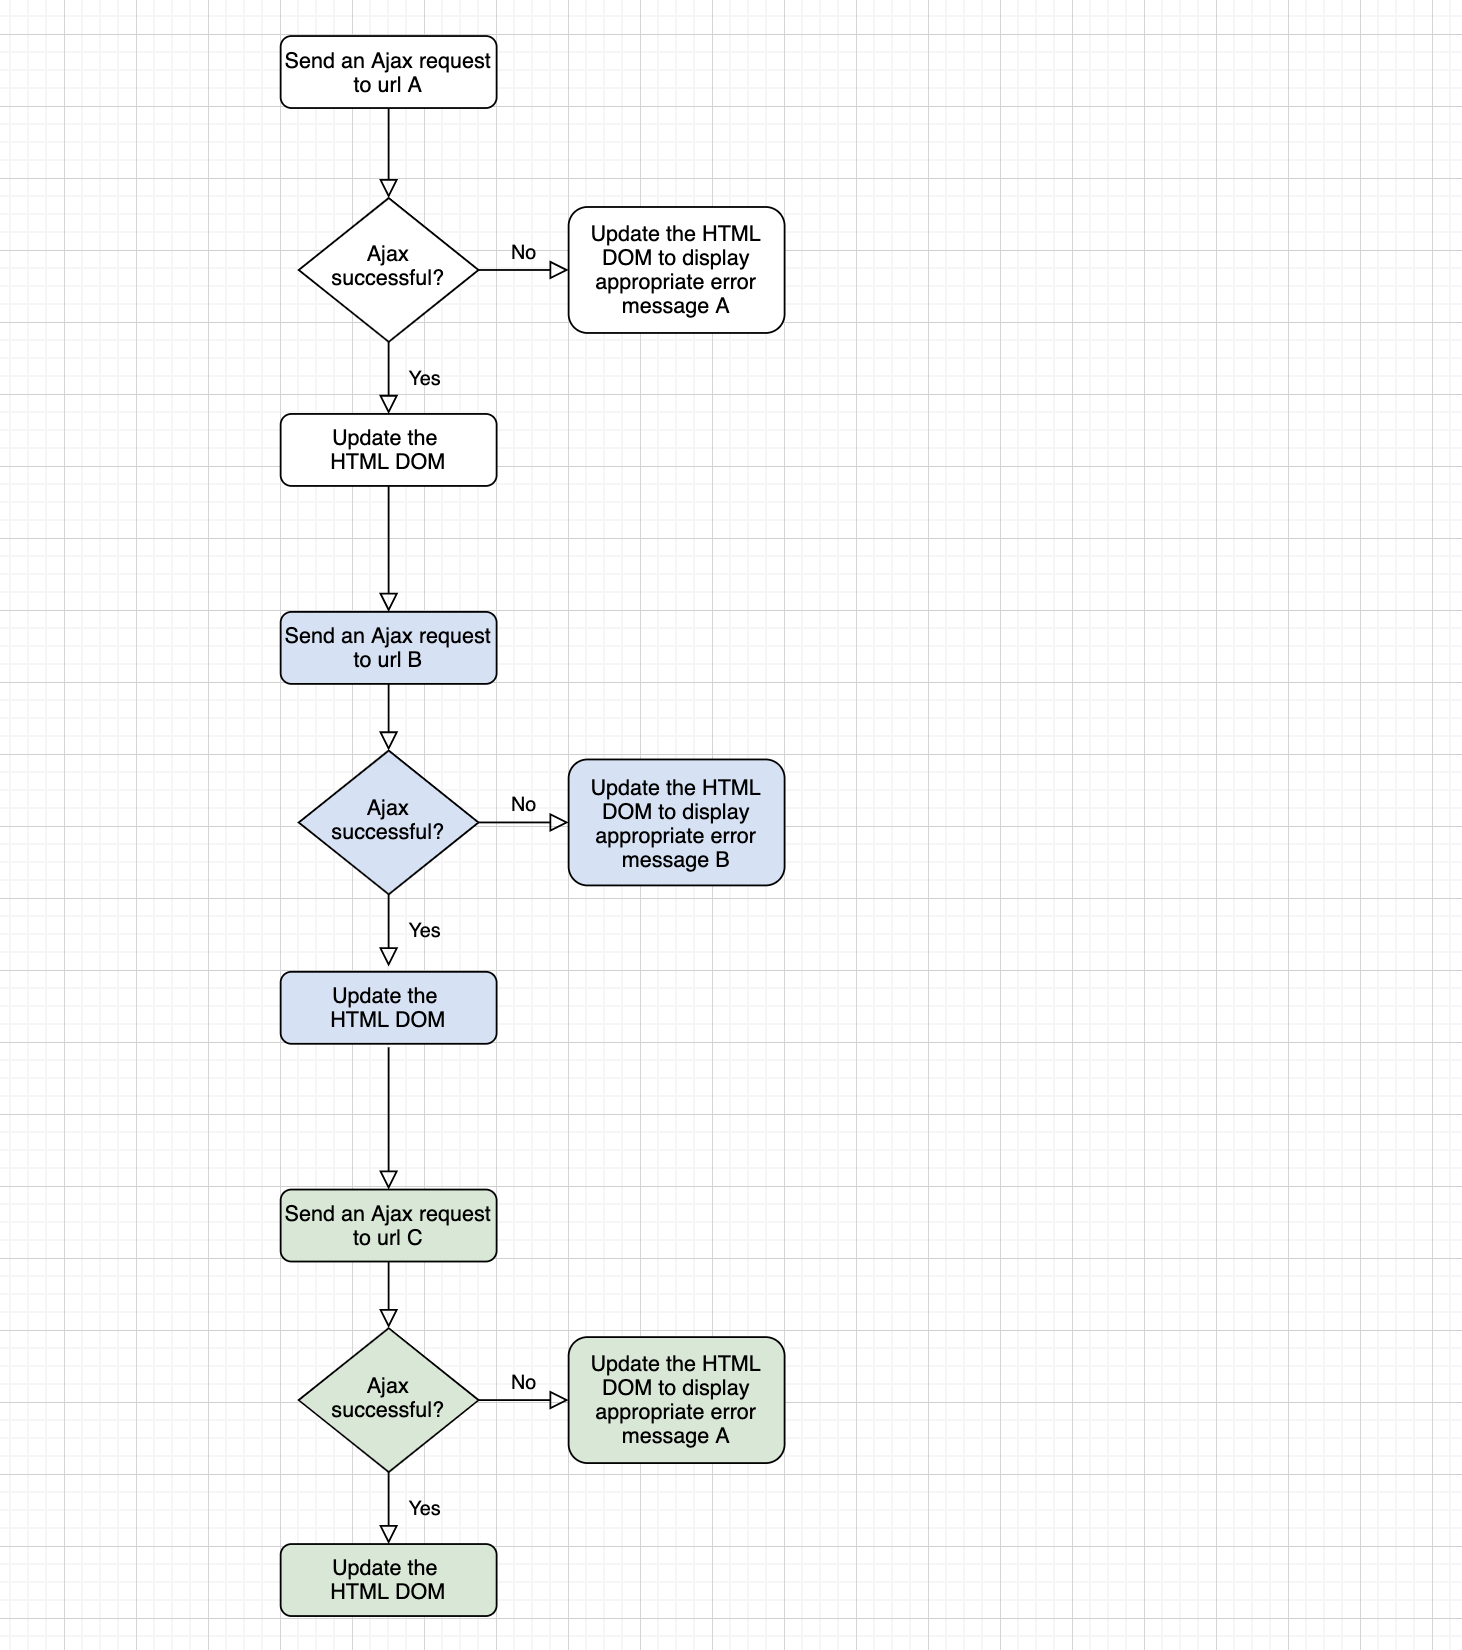 Send an Ajax request
to url A
Ajax
successful?
No
Update the HTML
DOM to display
appropriate error
message A
Yes
Update the
HTML DOM
Send an Ajax request
to url B
Ajax
successful?
No
Update the HTML
DOM to display
appropriate error
message B
Yes
Update the
HTML DOM
Send an Ajax request
to url C
Ajax
successful?
No
Update the HTML
DOM to display
appropriate error
message A
Yes
Update the
HTML DOM